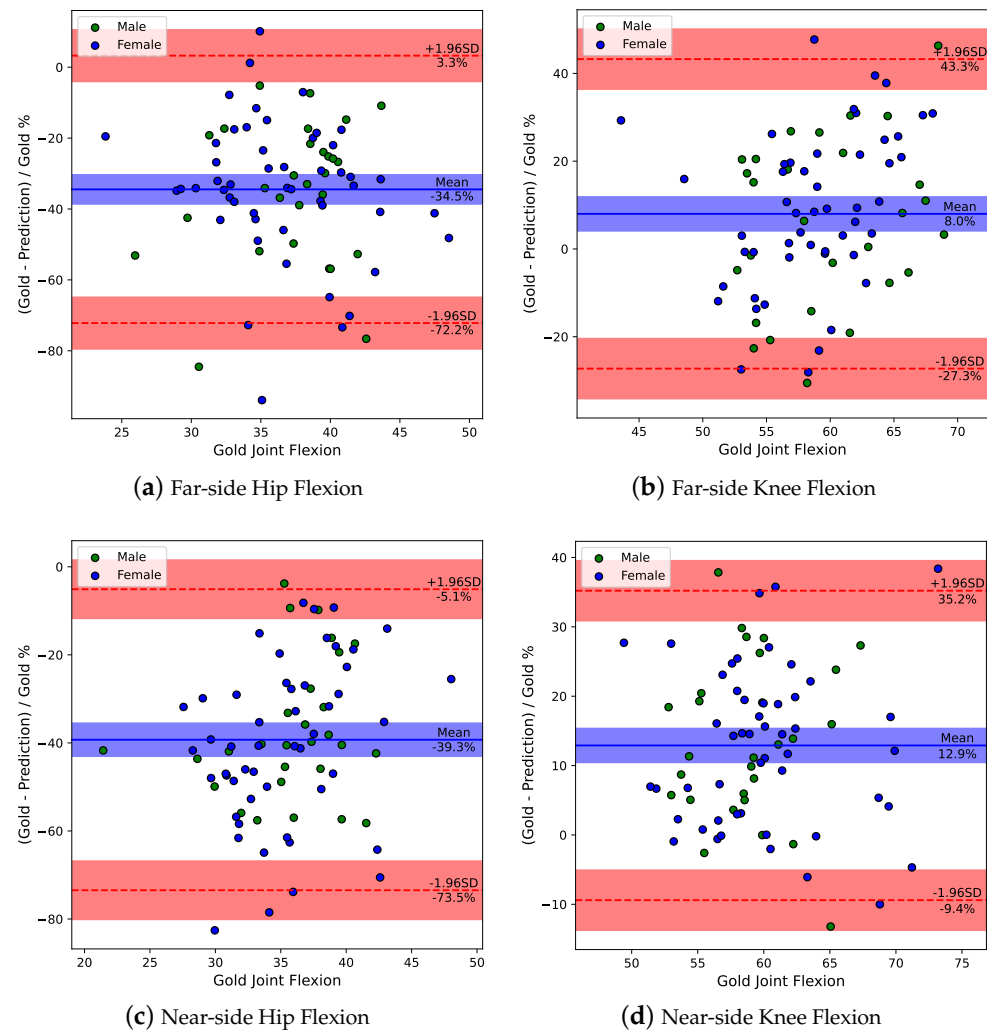 Male
Female
+1.96SD
3.3%
Mean
-34.5%
-1.96SD
-72.2%
0
−20
−40
−60
−80
25 30 35 40 45 50
(Gold - Prediction) / Gold %
Gold Joint Flexion
(a) Far-side Hip Flexion
Male
Female
+1.96SD
43.3%
Mean
8.0%
-1.96SD
-27.3%
40
20
0
−20
45 50 55 60 65 70
(Gold - Prediction) / Gold %
Gold Joint Flexion
(b) Far-side Knee Flexion
Male
Female
+1.96SD
-5.1%
Mean
-39.3%
-1.96SD
-73.5%
0
−20
−40
−60
−80
20 25 30 35 40 45 50
(Gold - Prediction) / Gold %
Gold Joint Flexion
(c) Near-side Hip Flexion
Male
Female
+1.96SD
35.2%
Mean
12.9%
-1.96SD
-9.4%
40
30
20
10
0
−10
50 55 60 65 70 75
(Gold - Prediction) / Gold %
Gold Joint Flexion
(d) Near-side Knee Flexion